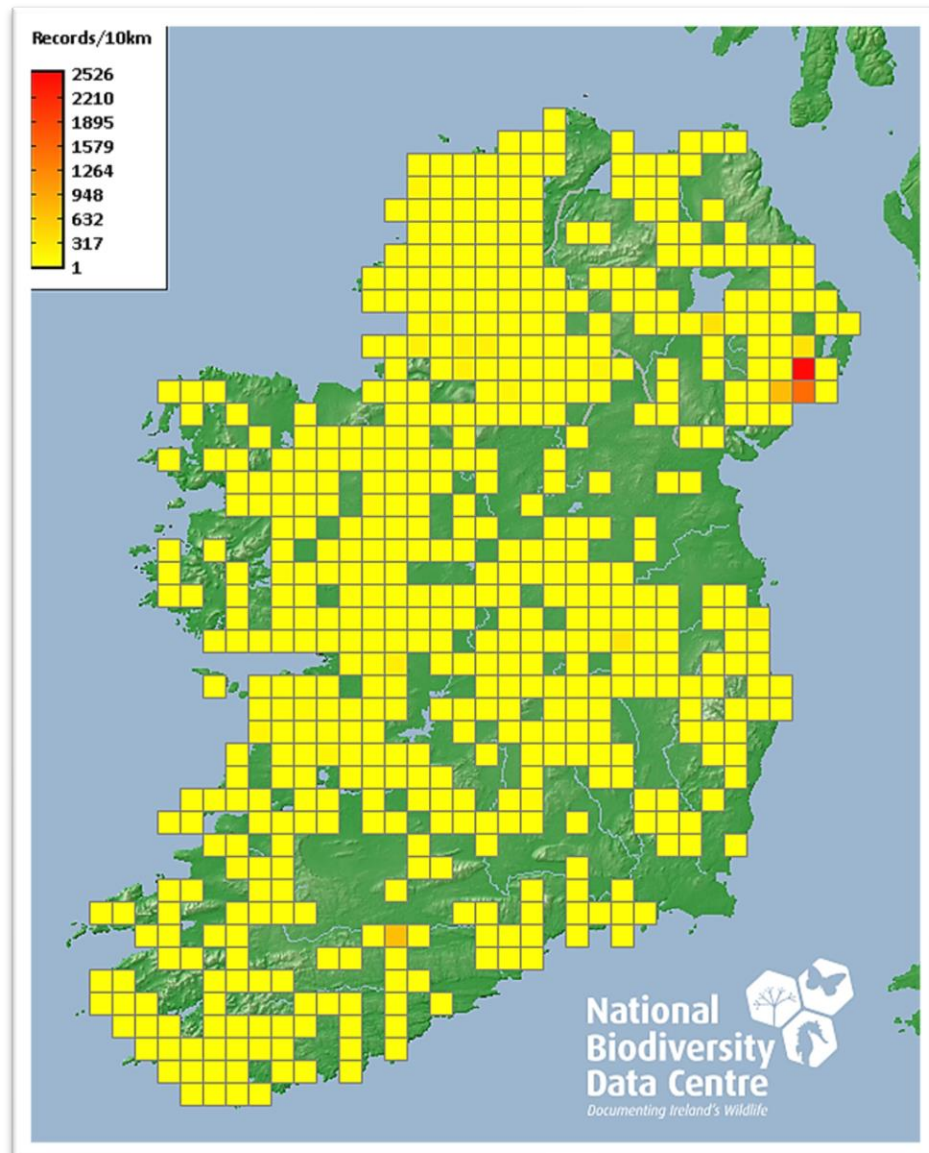 Records/10km
2526
2210
1895
1579
1264
948
632
317
1
National
Biodiversity
Data Centre
Documenting Ireland's Wildlife